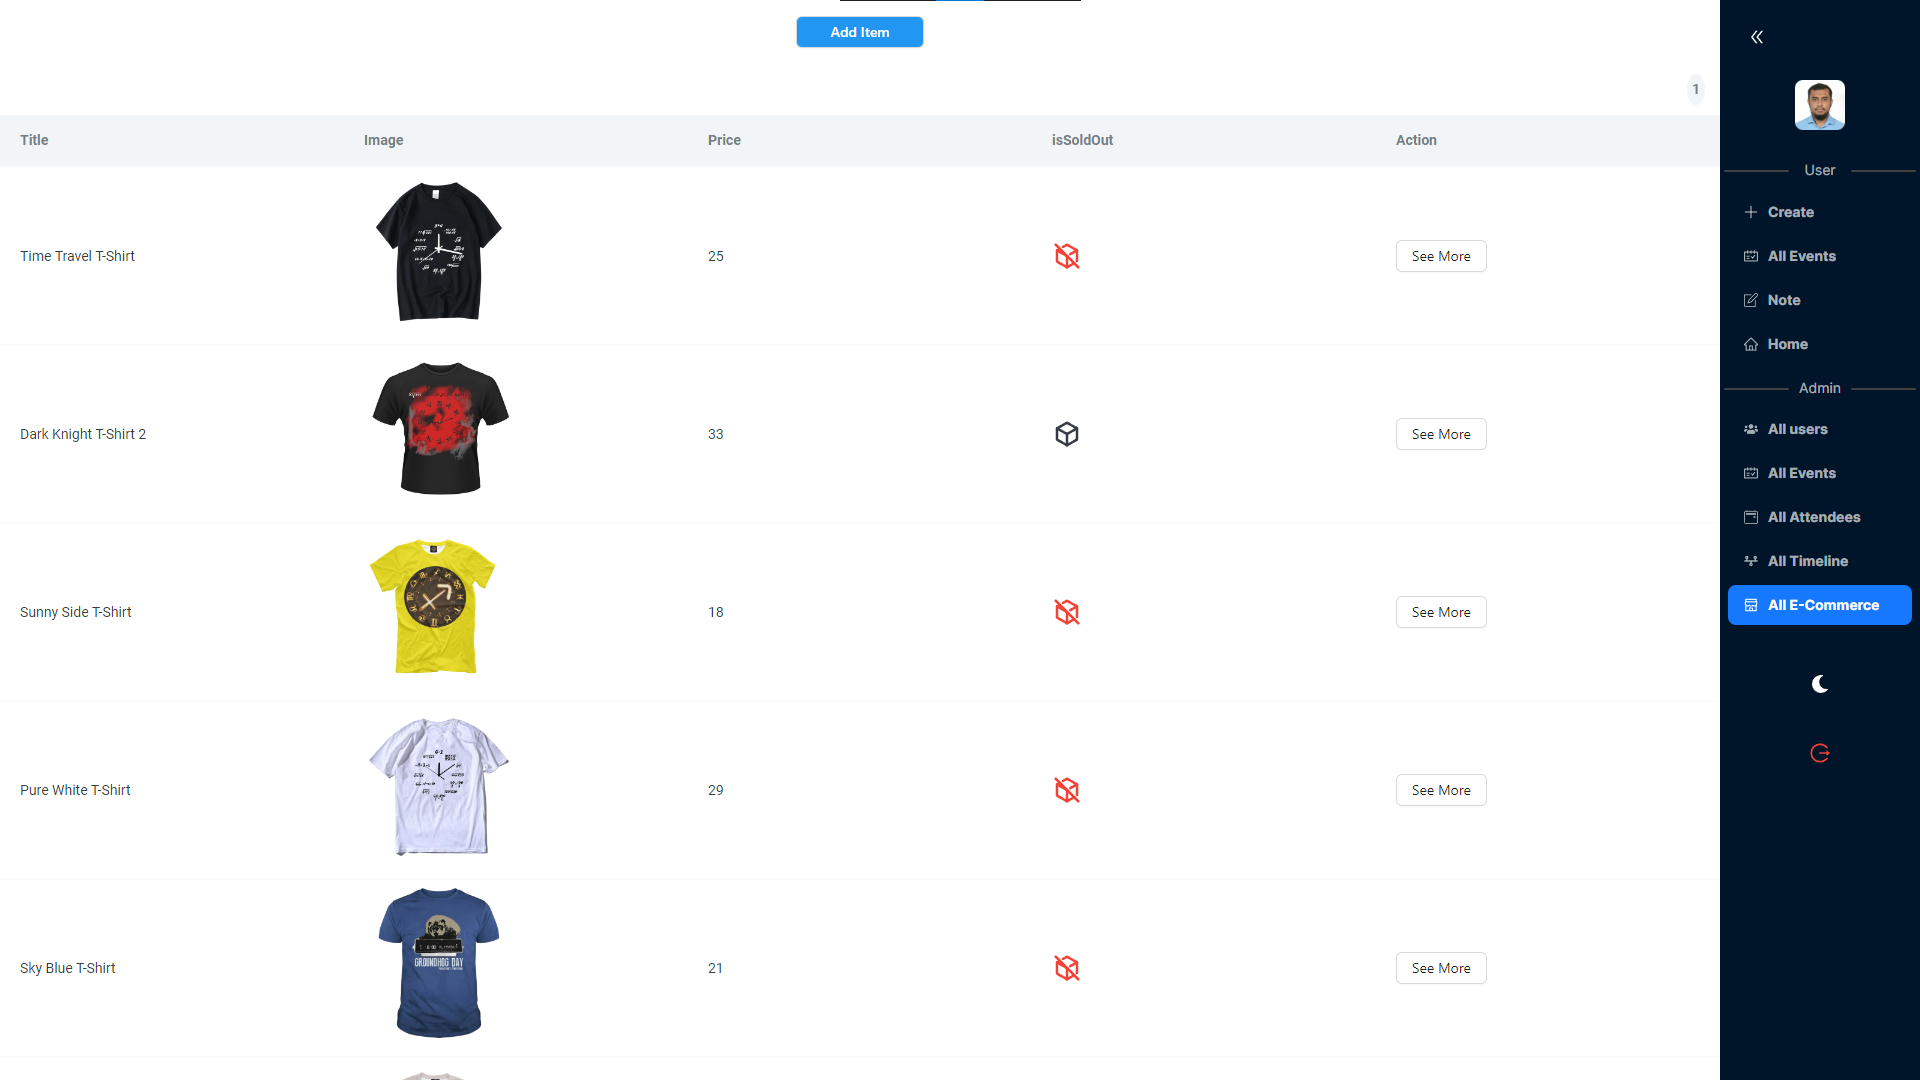 Add Item
1
Title Image Price isSoldOut Action
Time Travel T-Shirt 25 See More
Dark Knight T-Shirt 2 33 See More
Sunny Side T-Shirt 18 See More
Pure White T-Shirt 29 See More
GROUNDHOG DAY
Sky Blue T-Shirt 21 See More
User
Create
All Events
Note
Home
Admin
All users
All Events
All Attendees
All Timeline
All E-Commerce